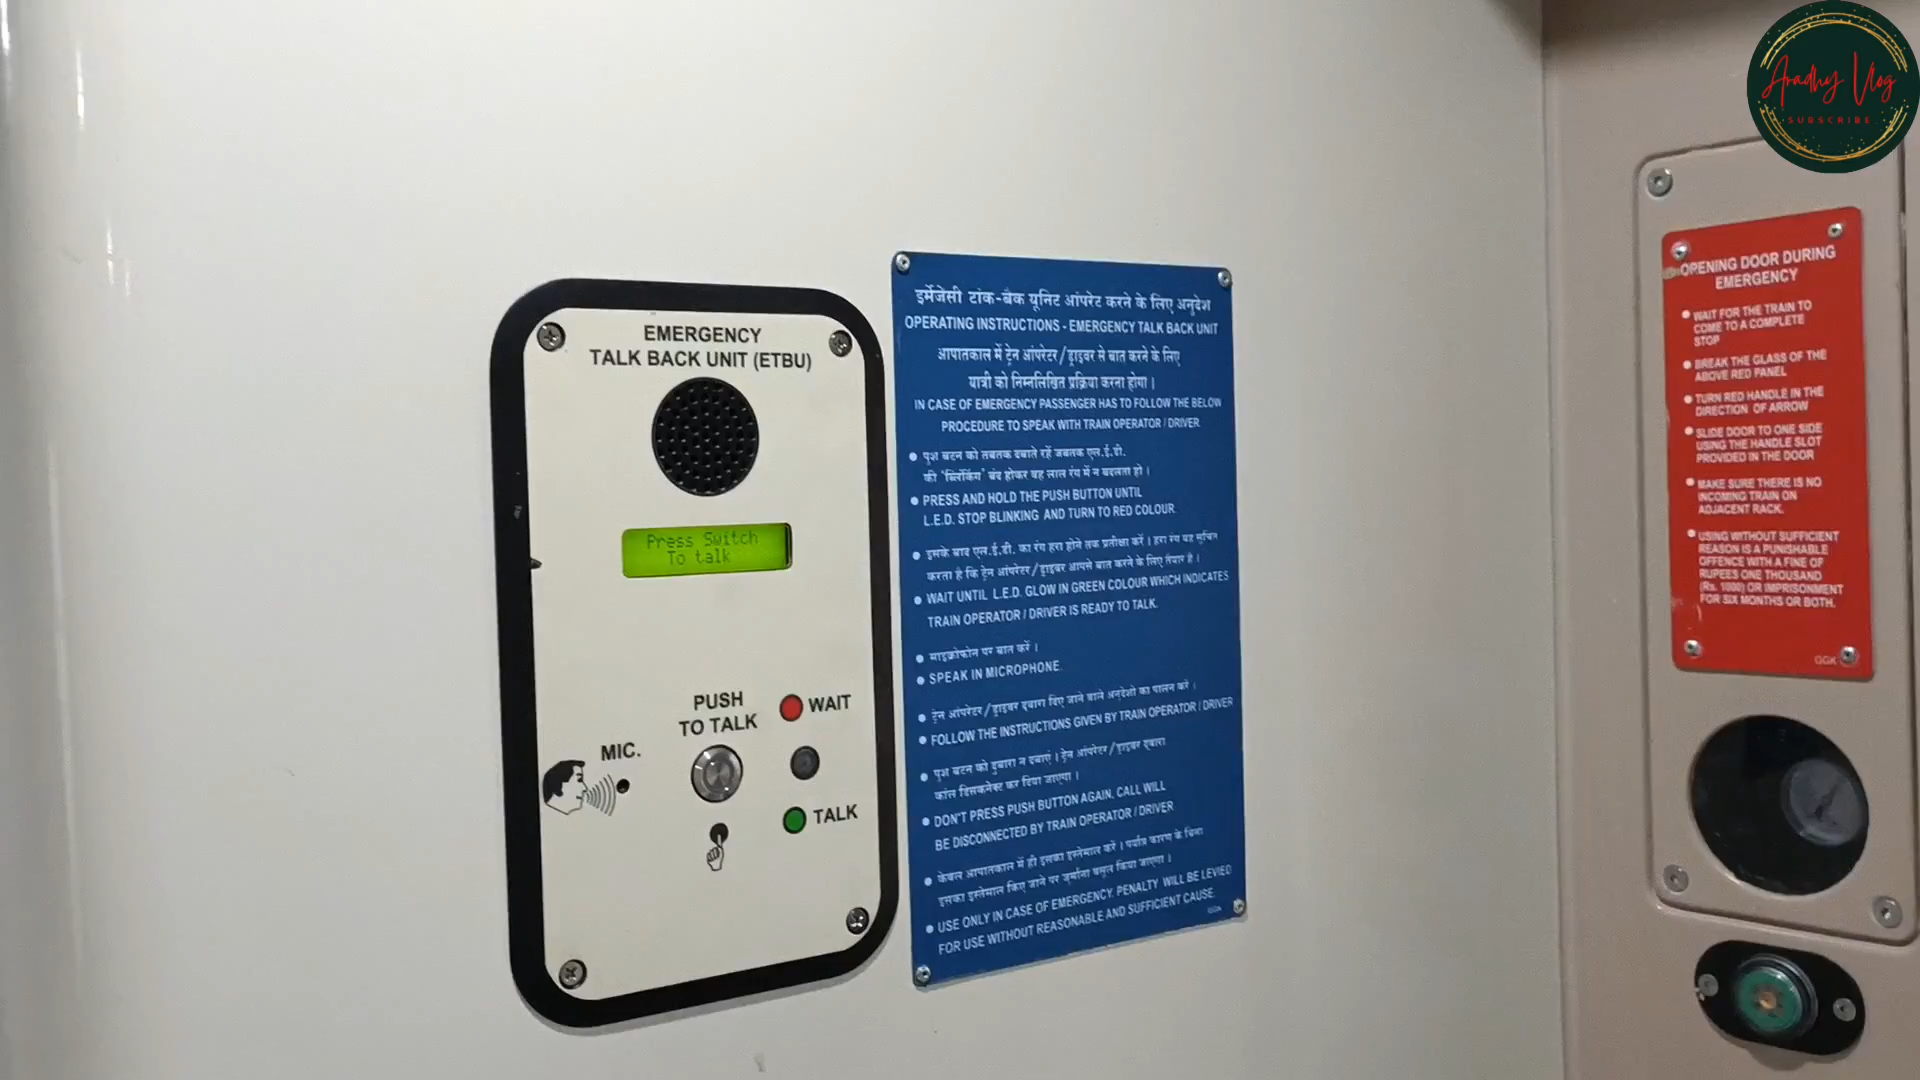 Aradhy Vlog
SUBSCRIBE
EMERGENCY
TALK BACK UNIT (ETBU)
Press Switch
To talk
PUSH
TO TALK
WAIT
MIC.
TALK
इर्मेजेंसी टांक-बैक यूनिट आंपरेट करने के लिए अनुदेश
OPERATING INSTRUCTIONS - EMERGENCY TALK BACK UNIT
आपातकाल में ट्रेन आंपरेटर/ड्राइवर से बात करने के लिए
यात्री को निम्नलिखित प्रक्रिया करना होगा।
IN CASE OF EMERGENCY PASSENGER HAS TO FOLLOW THE BELOW
PROCEDURE TO SPEAK WITH TRAIN OPERATOR / DRIVER.
• पुश बटन को तबतक दबाते रहें जबतक एल.ई.डी.
की 'ब्लिंकिंग' बंद होकर वह लाल रंग में न बदलता हो।
• PRESS AND HOLD THE PUSH BUTTON UNTIL
L.E.D. STOP BLINKING AND TURN TO RED COLOUR.
• इसके बाद एल.ई.डी. का रंग हरा होने तक प्रतीक्षा करें। हरा रंग यह सुचित
करता है कि ट्रेन आंपरेटर/ड्राइवर आपसे बात करने के लिए तैयार है।
• WAIT UNTIL L.E.D. GLOW IN GREEN COLOUR WHICH INDICATES
TRAIN OPERATOR / DRIVER IS READY TO TALK.
• माइक्रोफोन पर बात करें।
• SPEAK IN MICROPHONE.
• ट्रेन आंपरेटर/ड्राइवर दवारा दिए जाने वाले अनुदेशो का पालन करें।
• FOLLOW THE INSTRUCTIONS GIVEN BY TRAIN OPERATOR / DRIVER
• पुश बटन को दुबारा न दबाएं। ट्रेन आंपरेटर/ड्राइवर दवारा
कांल डिसकनेक्ट कर दिया जाएगा।
• DON'T PRESS PUSH BUTTON AGAIN. CALL WILL
BE DISCONNECTED BY TRAIN OPERATOR / DRIVER
• केवल आपातकाल में ही इसका इस्तेमाल करें। पर्याप्त कारण के बिना
इसका इस्तेमाल किए जाने पर जुर्माना वसूल किया जाएगा।
• USE ONLY IN CASE OF EMERGENCY. PENALTY WILL BE LEVIED
FOR USE WITHOUT REASONABLE AND SUFFICIENT CAUSE.
OPENING DOOR DURING
EMERGENCY
• WAIT FOR THE TRAIN TO
COME TO A COMPLETE
STOP
• BREAK THE GLASS OF THE
ABOVE RED PANEL
• TURN RED HANDLE IN THE
DIRECTION OF ARROW
• SLIDE DOOR TO ONE SIDE
USING THE HANDLE SLOT
PROVIDED IN THE DOOR
• MAKE SURE THERE IS NO
INCOMING TRAIN ON
ADJACENT RACK.
• USING WITHOUT SUFFICIENT
REASON IS A PUNISHABLE
OFFENCE WITH A FINE OF
RUPEES ONE THOUSAND
(Rs. 1000) OR IMPRISONMENT
FOR SIX MONTHS OR BOTH.